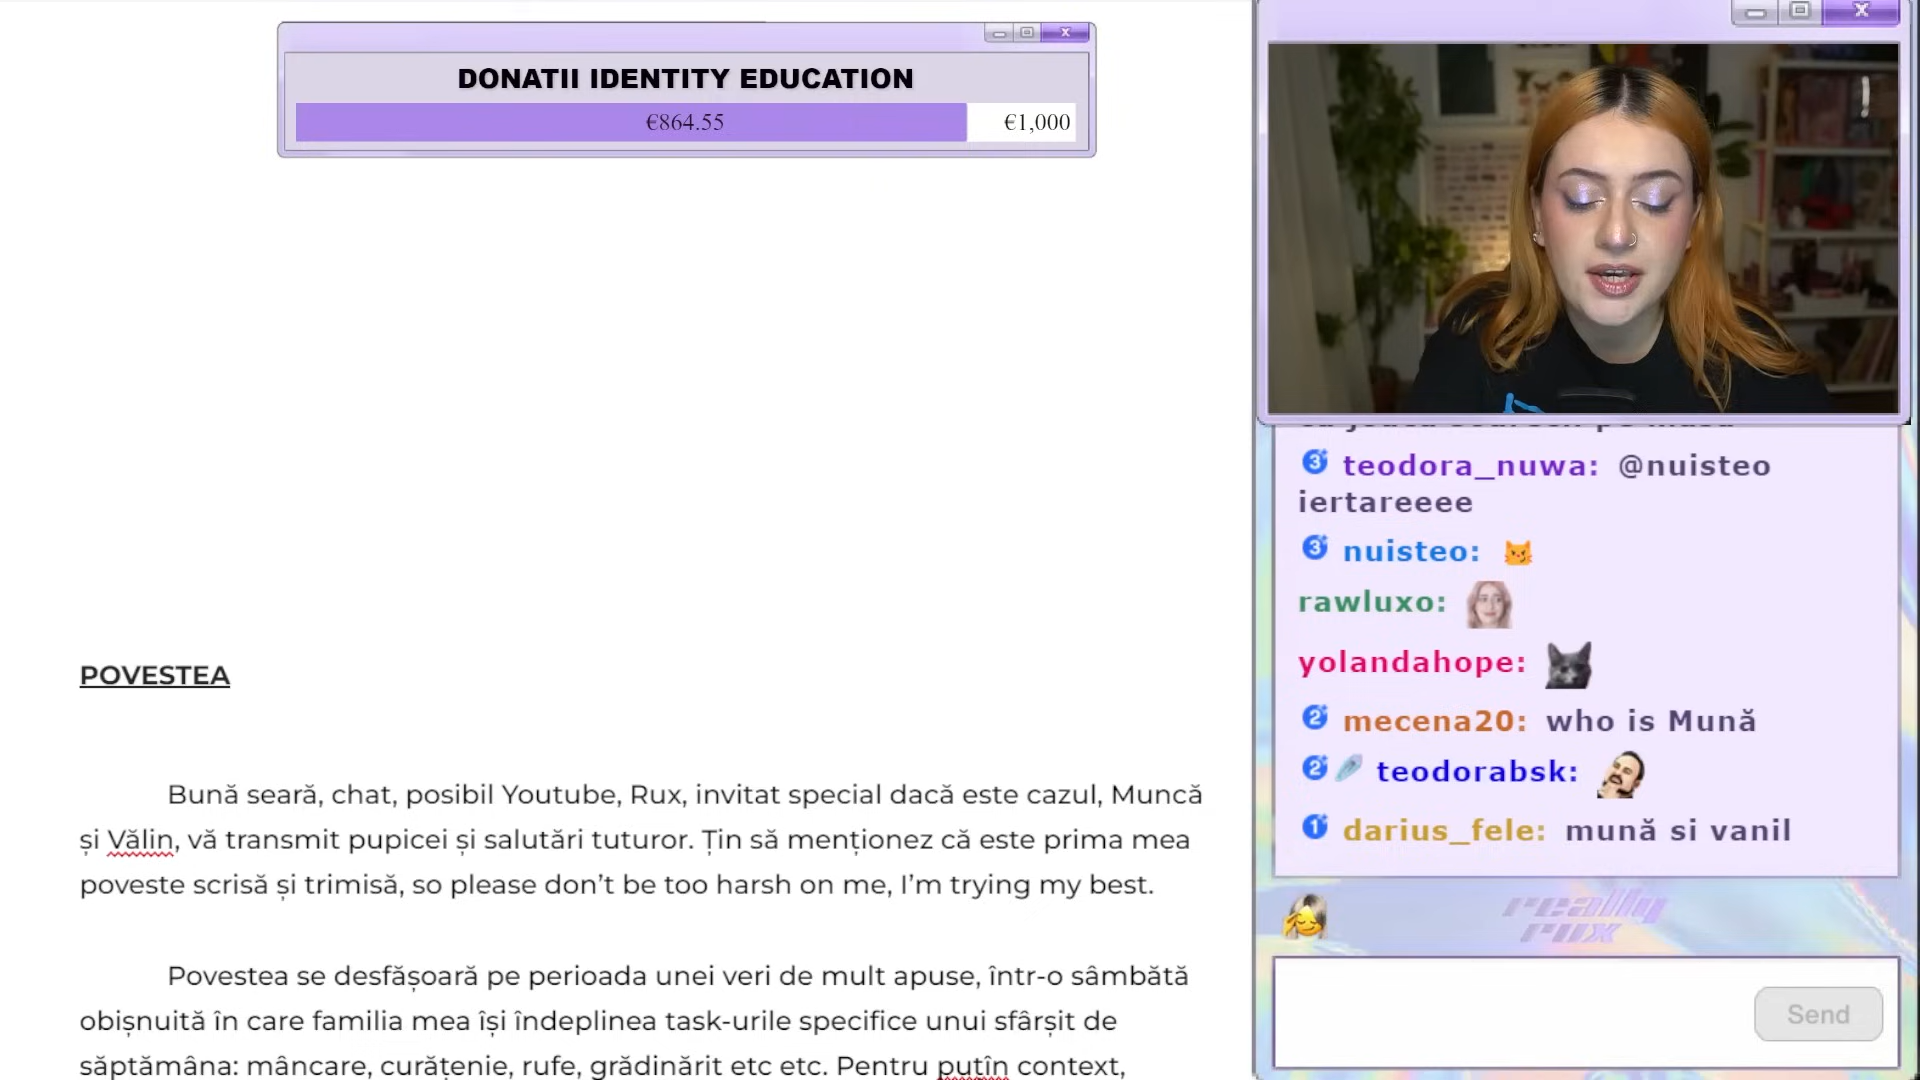 DONATII IDENTITY EDUCATION
€864.55
€1,000
POVESTEA
Bună seară, chat, posibil Youtube, Rux, invitat special dacă este cazul, Muncă
și Vălin, vă transmit pupicei și salutări tuturor. Țin să menționez că este prima mea
poveste scrisă și trimisă, so please don’t be too harsh on me, I’m trying my best.
Povestea se desfășoară pe perioada unei veri de mult apuse, într-o sâmbătă
obișnuită în care familia mea își îndeplinea task-urile specifice unui sfârșit de
săptămâna: mâncare, curățenie, rufe, grădinărit etc etc. Pentru puțîn context,
teodora_nuwa: @nuisteo
iertareeee
nuisteo:
rawluxo:
yolandahope:
mecena20: who is Mună
teodorabsk:
darius_fele: mună si vanil
really
rux
Send